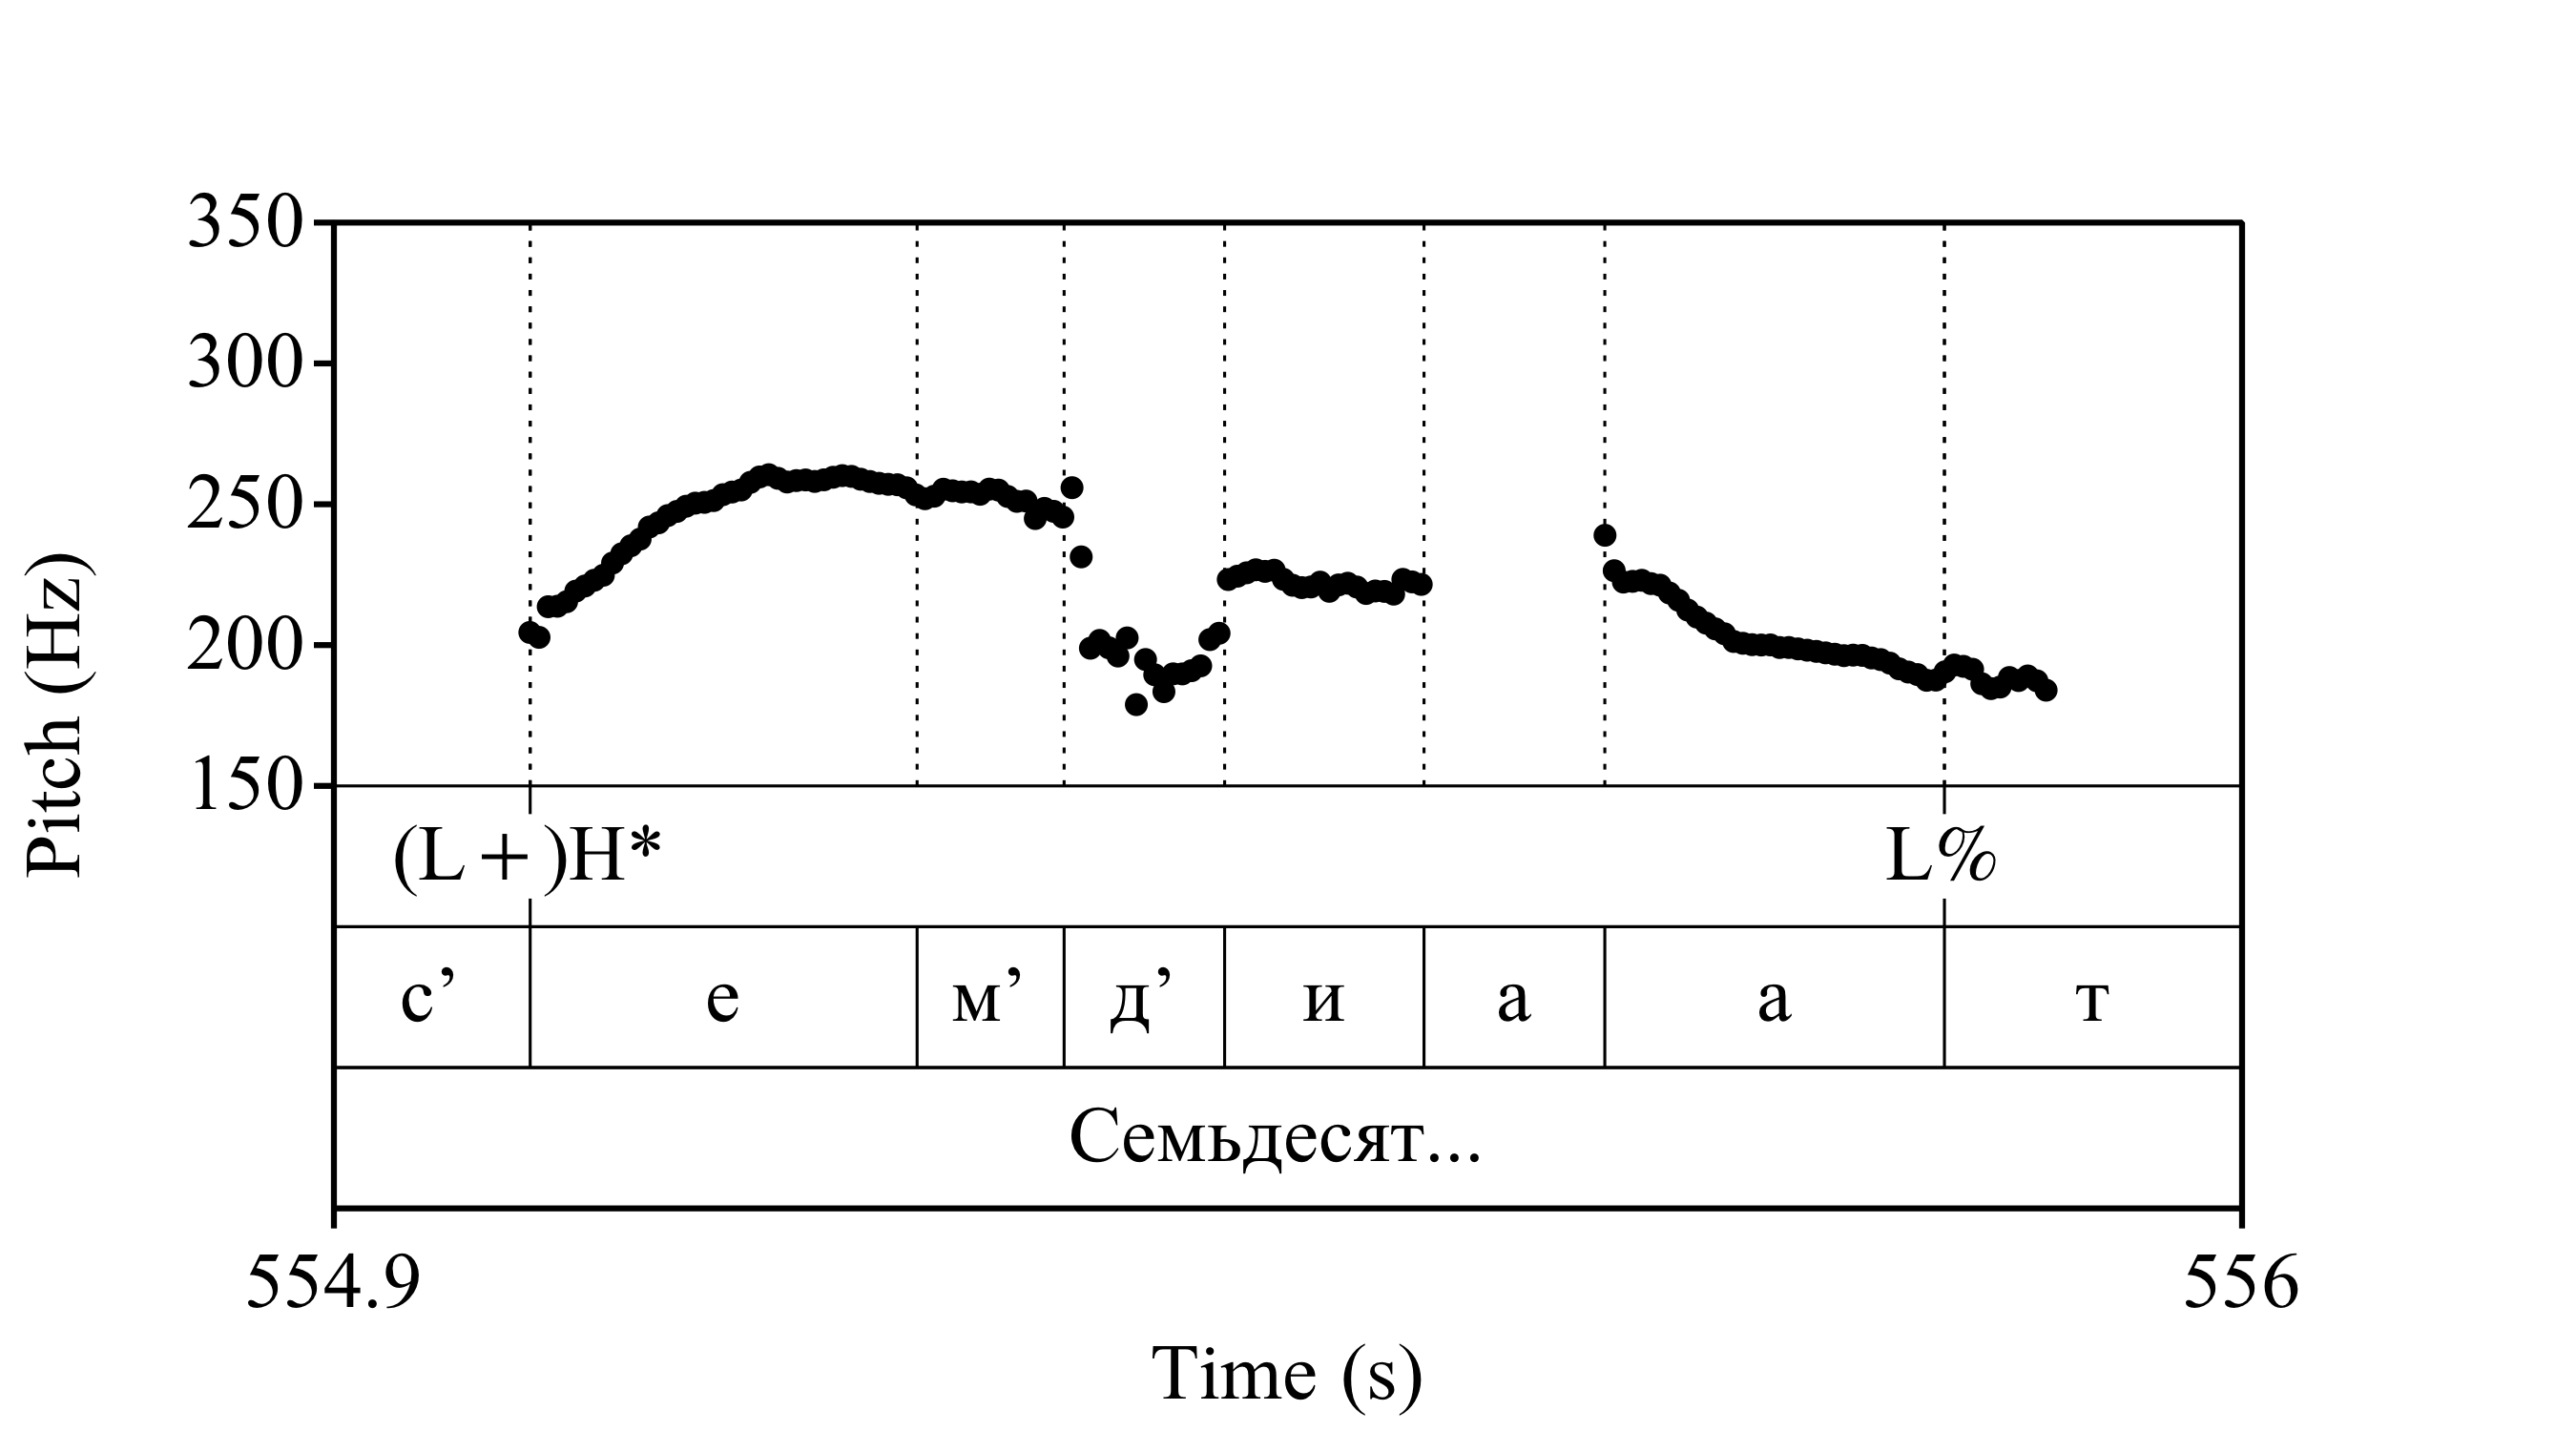 350
300
250
200
150
Pitch (Hz)
(L+)H* L%
с’ е м’ д’ и а а т
Семьдесят...
554.9 556
Time (s)